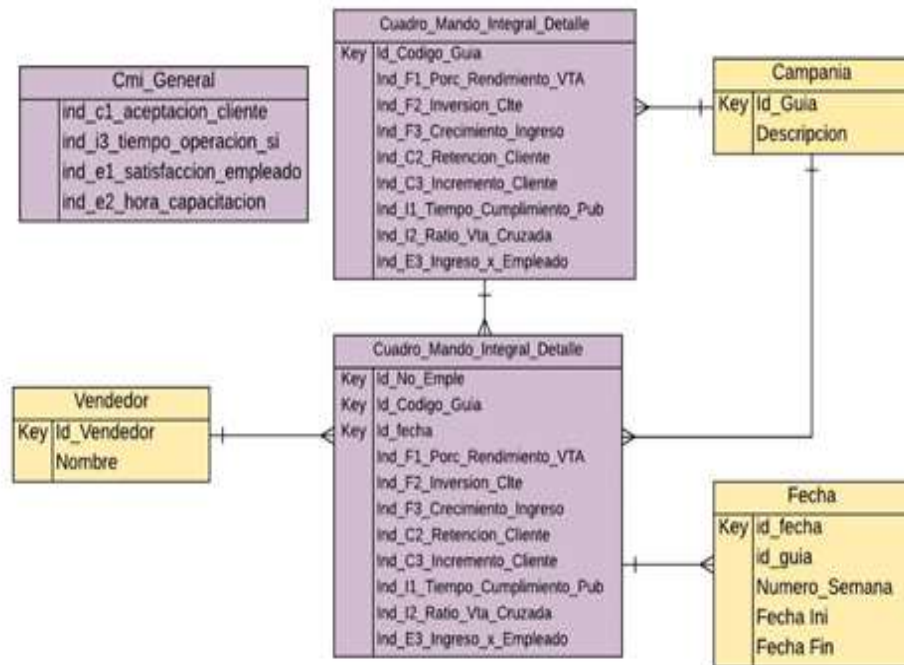 Cuadro_Mando_Integral_Detalle
Key Id_Codigo_Guia
Ind_F1_Porc_Rendimiento_VTA
Ind_F2_Inversion_Clte
Ind_F3_Crecimiento_Ingreso
Ind_C2_Retencion_Cliente
Ind_C3_Incremento_Cliente
Ind_I1_Tiempo_Cumplimiento_Pub
Ind_I2_Ratio_Vta_Cruzada
Ind_E3_Ingreso_x_Empleado
Cmi_General
ind_c1_aceptacion_cliente
ind_i3_tiempo_operacion_si
ind_e1_satisfaccion_empleado
ind_e2_hora_capacitacion
Campania
Key Id_Guia
Descripcion
Cuadro_Mando_Integral_Detalle
Key Id_No_Emple
Key Id_Codigo_Guia
Key Id_fecha
Ind_F1_Porc_Rendimiento_VTA
Ind_F2_Inversion_Clte
Ind_F3_Crecimiento_Ingreso
Ind_C2_Retencion_Cliente
Ind_C3_Incremento_Cliente
Ind_I1_Tiempo_Cumplimiento_Pub
Ind_I2_Ratio_Vta_Cruzada
Ind_E3_Ingreso_x_Empleado
Vendedor
Key Id_Vendedor
Nombre
Fecha
Key id_fecha
id_guia
Numero_Semana
Fecha Ini
Fecha Fin